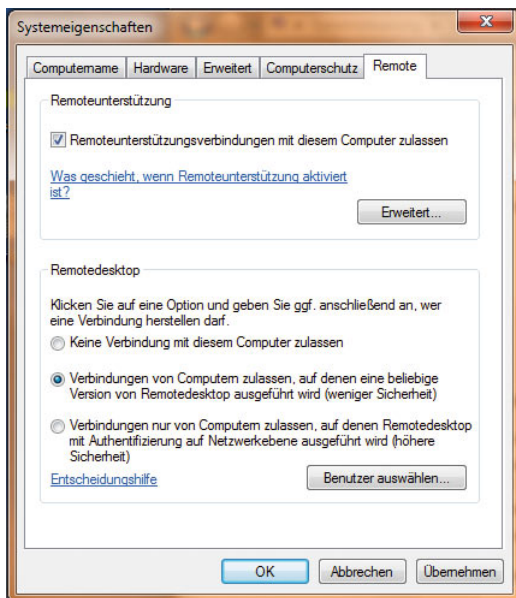 Systemeigenschaften
Computername Hardware Erweitert Computerschutz Remote
Remoteunterstützung
Remoteunterstützungsverbindungen mit diesem Computer zulassen
Was geschieht, wenn Remoteunterstützung aktiviert
ist?
Erweitert...
Remotedesktop
Klicken Sie auf eine Option und geben Sie ggf. anschließend an, wer
eine Verbindung herstellen darf.
Keine Verbindung mit diesem Computer zulassen
Verbindungen von Computern zulassen, auf denen eine beliebige
Version von Remotedesktop ausgeführt wird (weniger Sicherheit)
Verbindungen nur von Computern zulassen, auf denen Remotedesktop
mit Authentifizierung auf Netzwerkebene ausgeführt wird (höhere
Sicherheit)
Entscheidungshilfe
Benutzer auswählen...
OK Abbrechen Übernehmen